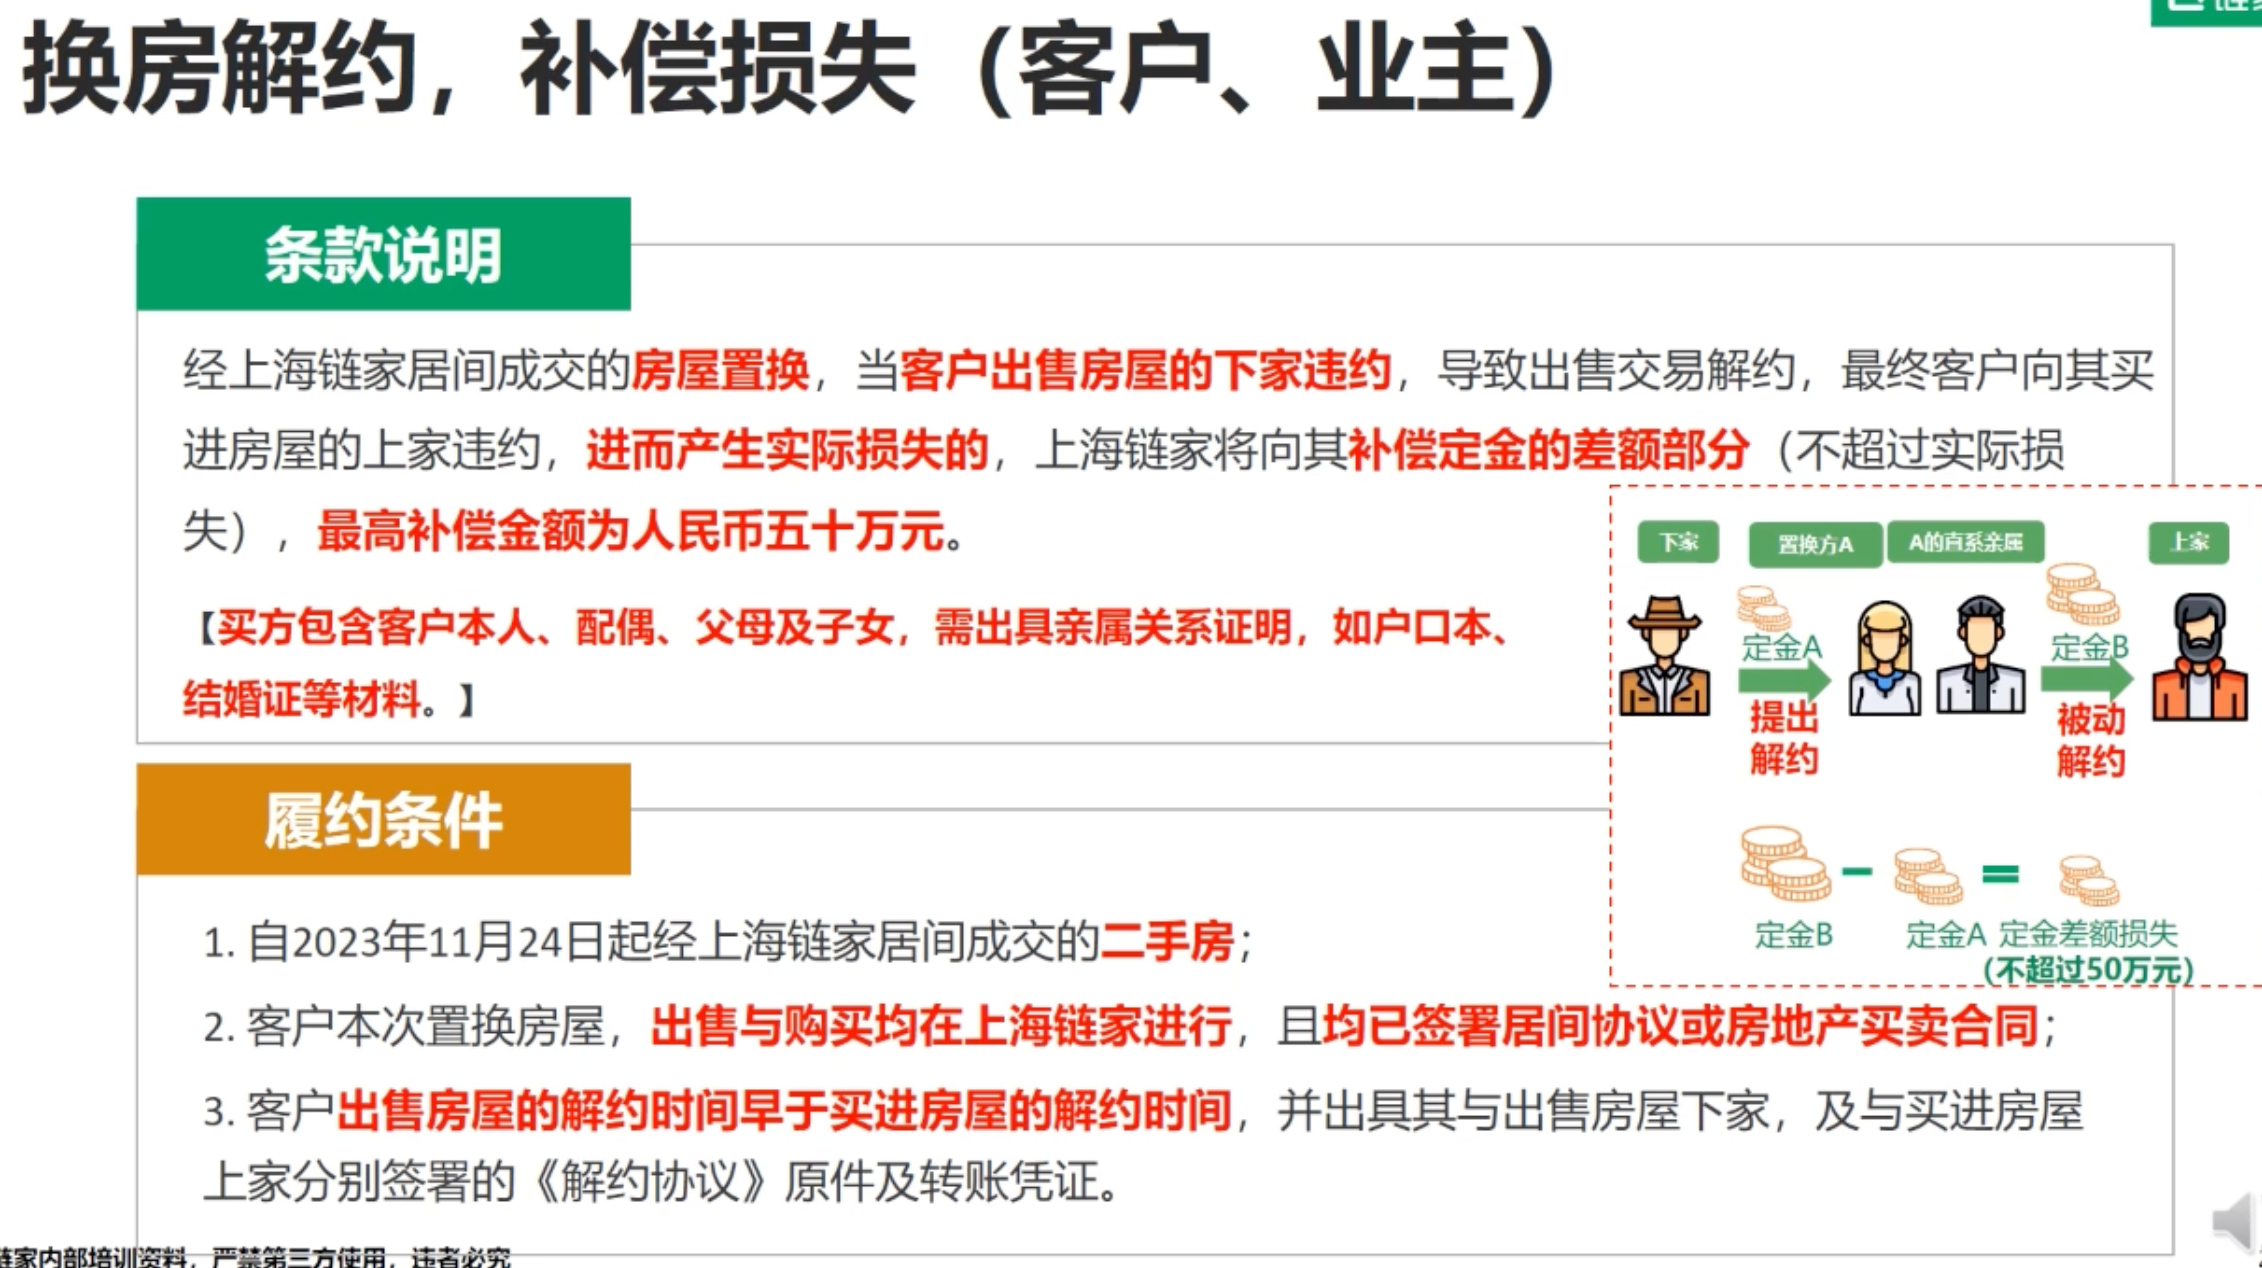 换房解约，补偿损失（客户、业主）
条款说明
经上海链家居间成交的房屋置换，当客户出售房屋的下家违约，导致出售交易解约，最终客户向其买
进房屋的上家违约，进而产生实际损失的，上海链家将向其补偿定金的差额部分（不超过实际损
失），最高补偿金额为人民币五十万元。
【买方包含客户本人、配偶、父母及子女，需出具亲属关系证明，如户口本、
结婚证等材料。】
下家
置换方A
A的直系亲属
上家
定金A
定金B
提出
解约
被动
解约
定金B
定金A
定金差额损失
(不超过50万元)
履约条件
1. 自2023年11月24日起经上海链家居间成交的二手房；
2. 客户本次置换房屋，出售与购买均在上海链家进行，且均已签署居间协议或房地产买卖合同；
3. 客户出售房屋的解约时间早于买进房屋的解约时间，并出具其与出售房屋下家，及与买进房屋
上家分别签署的《解约协议》原件及转账凭证。
链家内部培训资料，严禁第三方使用，违者必究